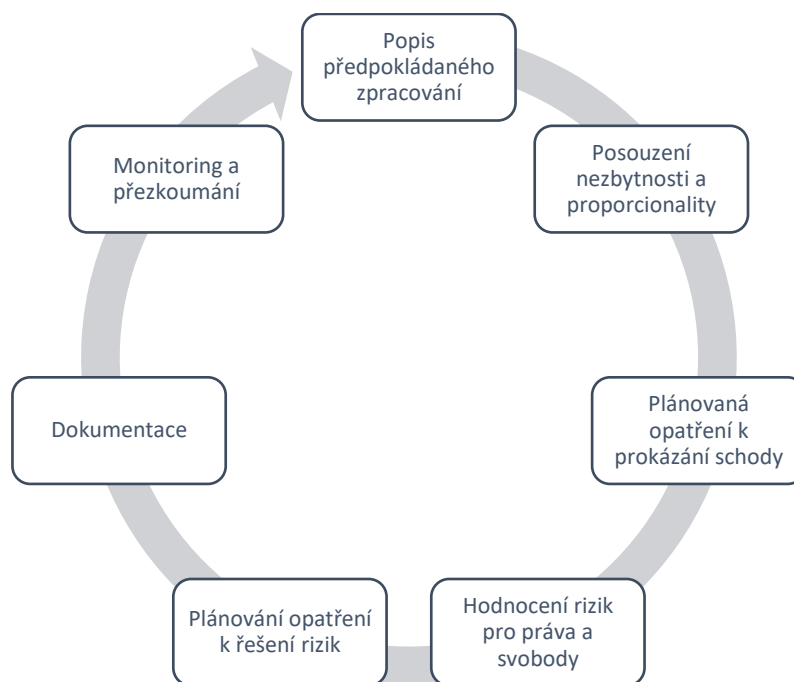 Popis
předpokládaného
zpracování
Posouzení
nezbytnosti a
proporcionality
Plánovaná
opatření k
prokázání schody
Hodnocení rizik
pro práva a
svobody
Plánování opatření
k řešení rizik
Dokumentace
Monitoring a
přezkoumání